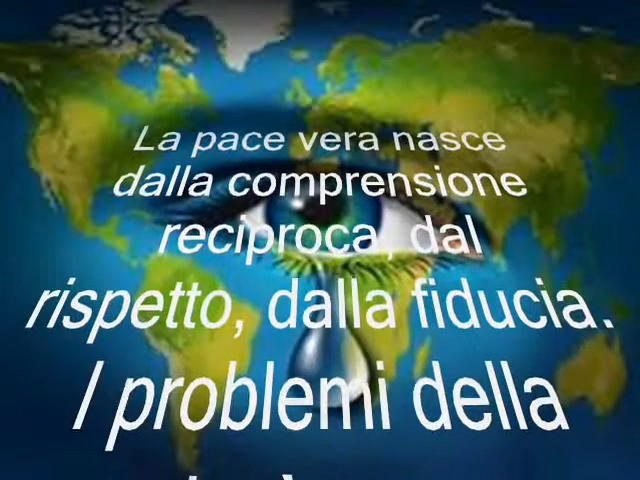 La pace vera nasce
dalla comprensione
reciproca, dal
rispetto, dalla fiducia.
I problemi della